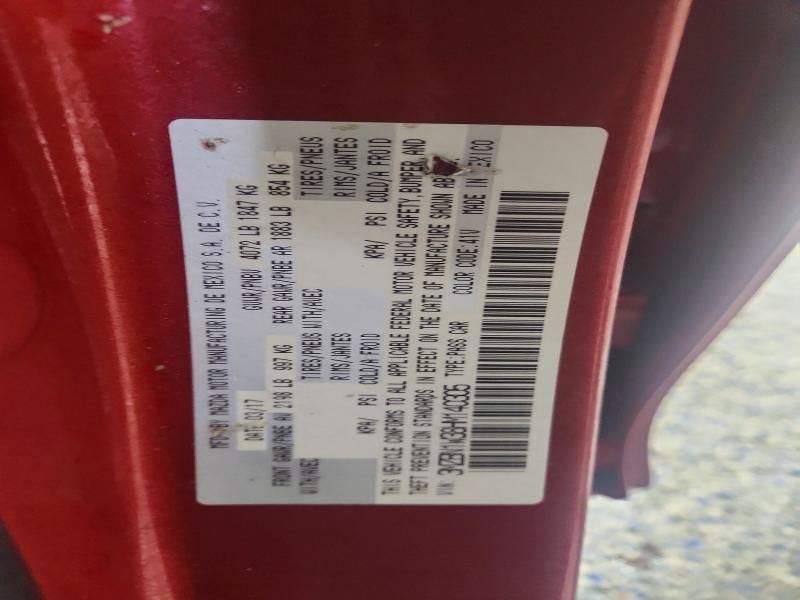 MFD. BY MAZDA MOTOR MANUFACTURING DE MEXICO S.A. DE C.V.
DATE 03/17 GVWR/PNBV 4072 LB 1847 KG
FRONT GAWR/PNBE AV 2198 LB 997 KG REAR GAWR/PNBE AR 1883 LB 854 KG
WITH/AVEC TIRES/PNEUS WITH/AVEC TIRES/PNEUS
RIMS/JANTES RIMS/JANTES
KPA/ PSI COLD/A FROID KPA/ PSI COLD/A FROID
THIS VEHICLE CONFORMS TO ALL APPLICABLE FEDERAL MOTOR VEHICLE SAFETY, BUMPER, AND
THEFT PREVENTION STANDARDS IN EFFECT ON THE DATE OF MANUFACTURE SHOWN
VIN: TYPE:PASS CAR COLOR CODE:41V MADE IN MEXICO